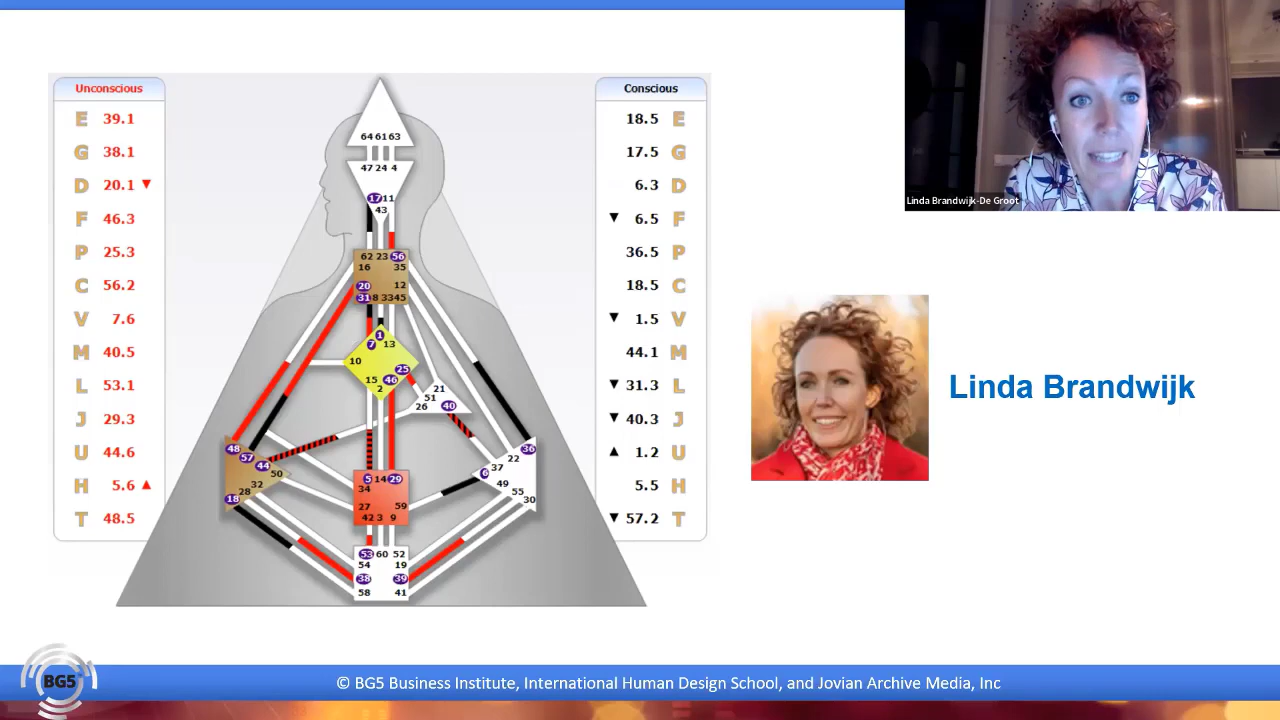 Unconscious
E 39.1
G 38.1
D 20.1 ▼
F 46.3
P 25.3
C 56.2
V 7.6
M 40.5
L 53.1
J 29.3
U 44.6
H 5.6 ▲
T 48.5
64 61 63
47 24 4
17 11
43
62 23 56
16 35
20 12
31 8 33 45
1
7 13
10
25
15 46
2
21
51
26 40
48
57
44
50
32
28
18
36
22
37
6
49
55
30
5 14 29
34
27 59
42 3 9
53 60 52
54 19
38 39
58 41
Conscious
18.5 E
17.5 G
6.3 D
▼ 6.5 F
36.5 P
18.5 C
▼ 1.5 V
44.1 M
▼ 31.3 L
▼ 40.3 J
▲ 1.2 U
5.5 H
▼ 57.2 T
Linda Brandwijk-De Groot
Linda Brandwijk
BG5
© BG5 Business Institute, International Human Design School, and Jovian Archive Media, Inc